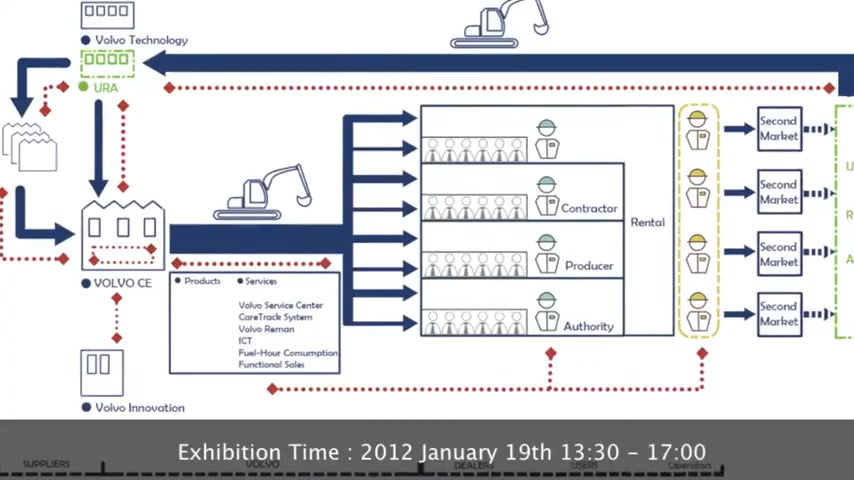 Volvo Technology
URA
Second
Market
Second
Market
Contractor
Rental
Second
Market
Producer
VOLVO CE
Products
Services
Volvo Service Center
CareTrack System
Volvo Reman
ICT
Fuel-Hour Consumption
Functional Sales
Authority
Second
Market
U
R
A
Volvo Innovation
Exhibition Time : 2012 January 19th 13:30 - 17:00
SUPPLIERS
VOLVO
DEALERS
USERS
Operators